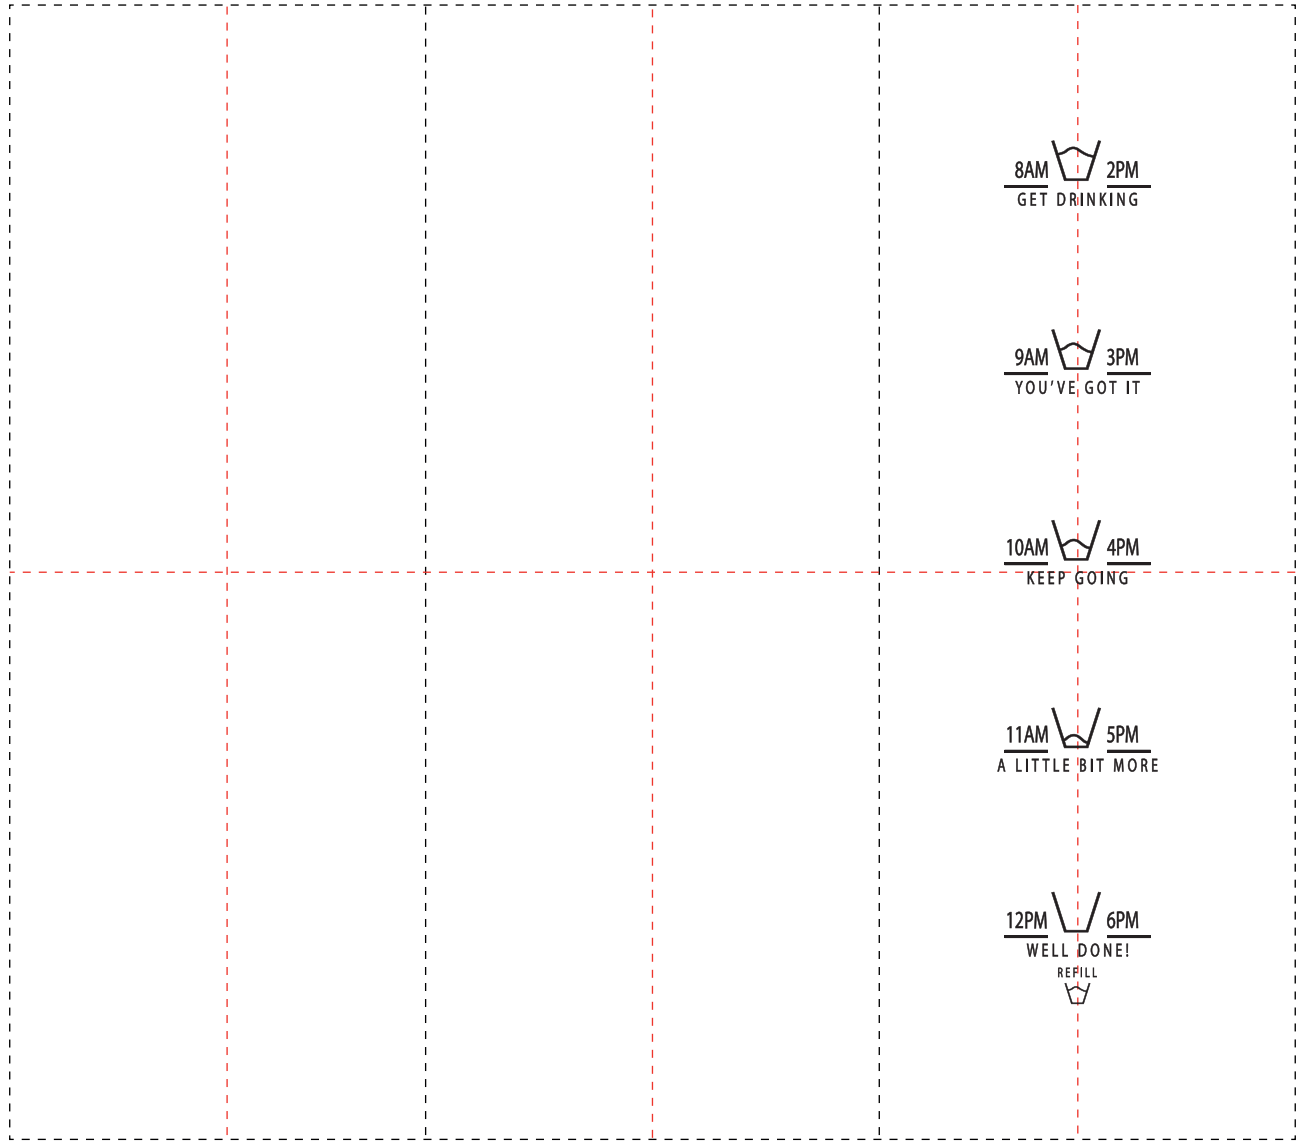 8AM 2PM
GET DRINKING
9AM 3PM
YOU'VE GOT IT
10AM 4PM
KEEP GOING
11AM 5PM
A LITTLE BIT MORE
12PM 6PM
WELL DONE!
REFILL